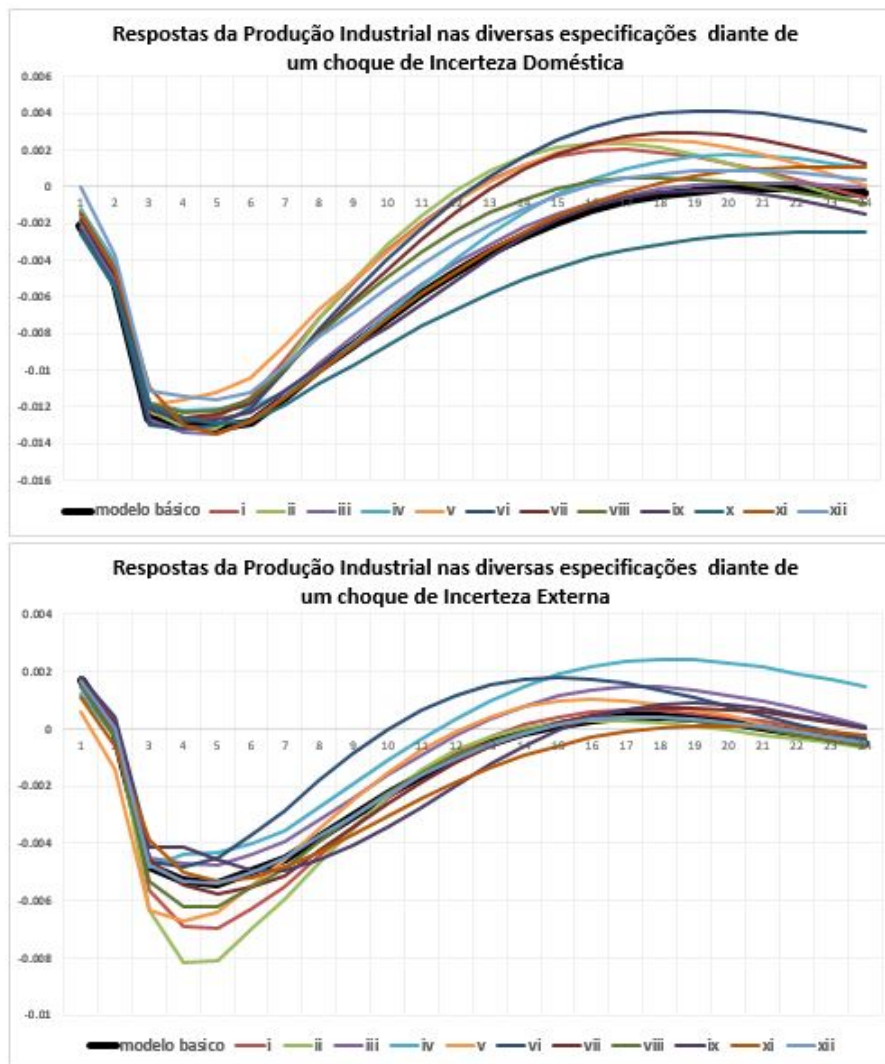 Respostas da Produção Industrial nas diversas especificações diante de
um choque de Incerteza Doméstica
0.006
0.004
0.002
0
1 2 3 4 5 6 7 8 9 10 11 12 13 14 15 16 17 18 19 20 21 22 23 24
-0.002
-0.004
-0.006
-0.008
-0.01
-0.012
-0.014
-0.016
modelo básico i ii iii iv v vi vii viii ix x xi xii
Respostas da Produção Industrial nas diversas especificações diante de
um choque de Incerteza Externa
0.004
0.002
0
1 2 3 4 5 6 7 8 9 10 11 12 13 14 15 16 17 18 19 20 21 22 23 24
-0.002
-0.004
-0.006
-0.008
-0.01
modelo basico i ii iii iv v vi vii viii ix xi xii